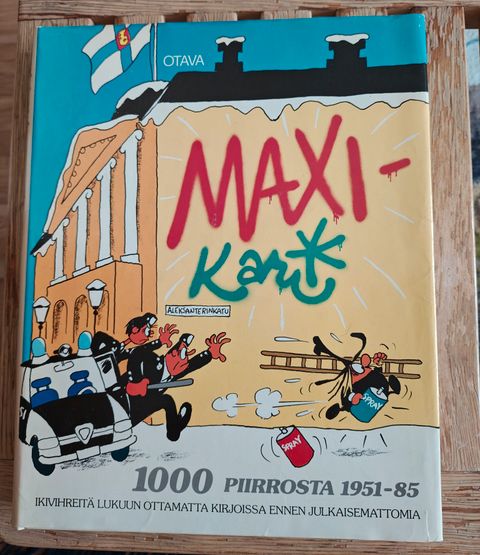 OTAVA
MAXI-
Kari
ALEKSANTERINKATU
SPRAY
SPRAY
1000 PIIRROSTA 1951-85
IKIVIHREITÄ LUKUUN OTTAMATTA KIRJOISSA ENNEN JULKAISEMATTOMIA